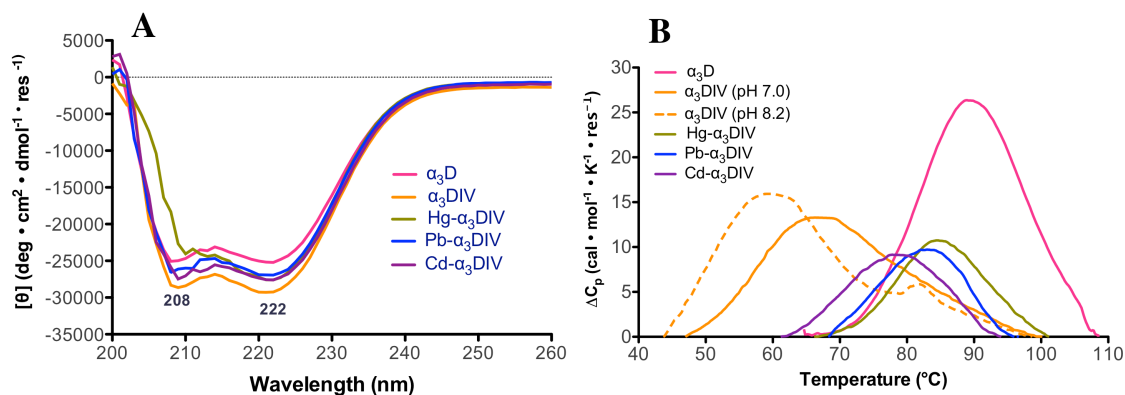 A
5000
0
-5000
-10000
-15000
-20000
-25000
-30000
-35000
[θ] (deg • cm² • dmol⁻¹ • res⁻¹)
α₃D
α₃DIV
Hg-α₃DIV
Pb-α₃DIV
Cd-α₃DIV
208
222
200 210 220 230 240 250 260
Wavelength (nm)
B
30
25
20
15
10
5
0
ΔCₚ (cal • mol⁻¹ • K⁻¹ • res⁻¹)
α₃D
α₃DIV (pH 7.0)
α₃DIV (pH 8.2)
Hg-α₃DIV
Pb-α₃DIV
Cd-α₃DIV
40 50 60 70 80 90 100 110
Temperature (°C)